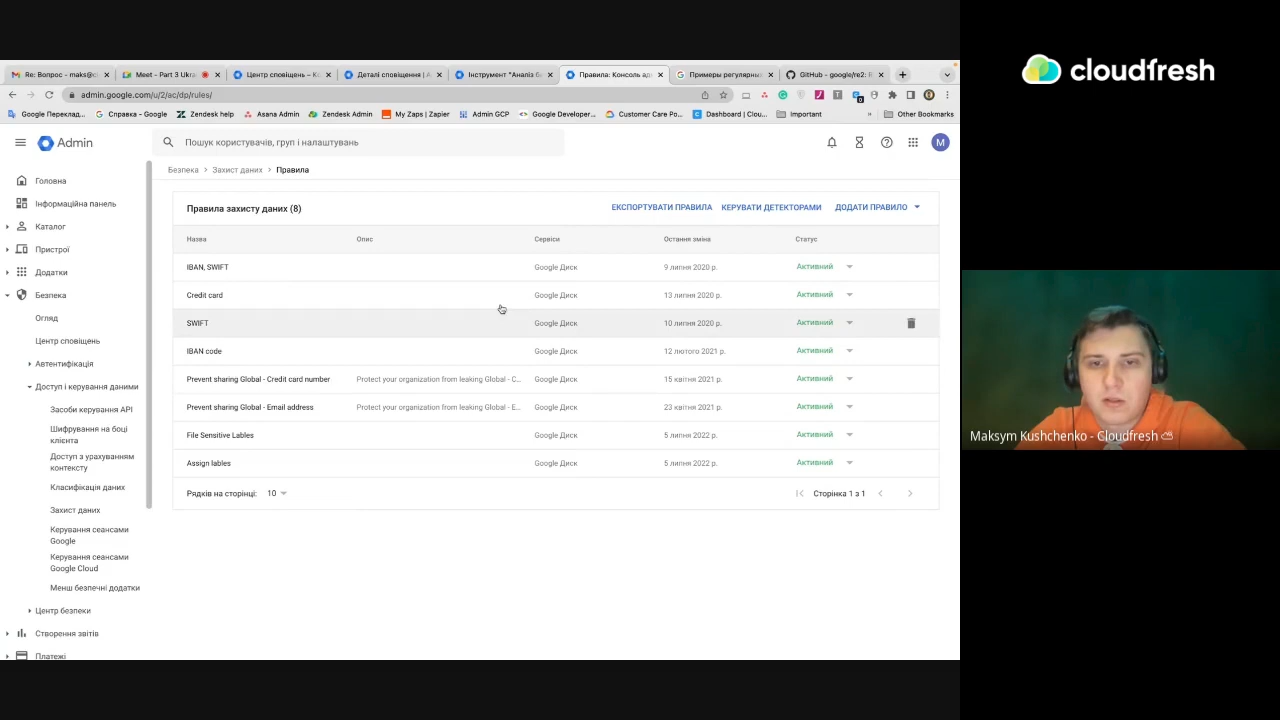 cloudfresh
Re: Вопрос - maks@c
Meet - Part 3 Ukra
Центр сповіщень – Ко
Деталі сповіщення | A
Інструмент "Аналіз бе
Правила: Консоль ад
Примеры регулярны
GitHub - google/re2: R
admin.google.com/u/2/ac/dp/rules/
Google Переклад...
Справка - Google
Zendesk help
Asana Admin
Zendesk Admin
My Zaps | Zapier
Admin GCP
Google Developer...
Customer Care Po...
Dashboard | Clou...
Important
Other Bookmarks
Admin
Пошук користувачів, груп і налаштувань
M
Безпека > Захист даних > Правила
Головна
Інформаційна панель
Каталог
Пристрої
Додатки
Безпека
Огляд
Центр сповіщень
Автентифікація
Доступ і керування даними
Засоби керування API
Шифрування на боці
клієнта
Доступ з урахуванням
контексту
Класифікація даних
Захист даних
Керування сеансами
Google
Керування сеансами
Google Cloud
Менш безпечні додатки
Центр безпеки
Створення звітів
Платежі
Правила захисту даних (8)
ЕКСПОРТУВАТИ ПРАВИЛА КЕРУВАТИ ДЕТЕКТОРАМИ ДОДАТИ ПРАВИЛО
Назва Опис Сервіси Остання зміна Статус
IBAN, SWIFT Google Диск 9 липня 2020 р. Активний
Credit card Google Диск 13 липня 2020 р. Активний
SWIFT Google Диск 10 липня 2020 р. Активний
IBAN code Google Диск 12 лютого 2021 р. Активний
Prevent sharing Global - Credit card number Protect your organization from leaking Global - C... Google Диск 15 квітня 2021 р. Активний
Prevent sharing Global - Email address Protect your organization from leaking Global - E... Google Диск 23 квітня 2021 р. Активний
File Sensitive Lables Google Диск 5 липня 2022 р. Активний
Assign lables Google Диск 5 липня 2022 р. Активний
Рядків на сторінці: 10 Сторінка 1 з 1
Maksym Kushchenko - Cloudfresh